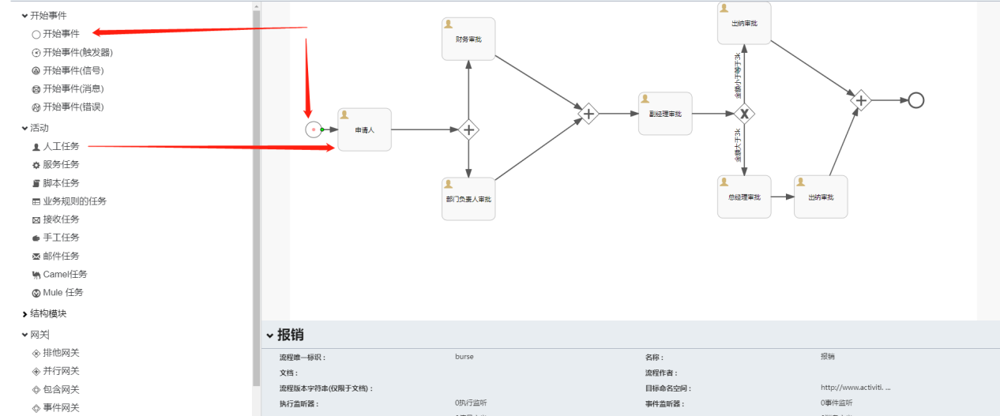 开始事件
开始事件
开始事件(触发器)
开始事件(信号)
开始事件(消息)
开始事件(错误)
活动
人工任务
服务任务
脚本任务
业务规则的任务
接收任务
手工任务
邮件任务
Camel任务
Mule 任务
结构模块
网关
排他网关
并行网关
包含网关
事件网关
申请人
财务审批
部门负责人审批
副经理审批
金额小于等于3k
金额大于3k
出纳审批
总经理审批
出纳审批
报销
流程唯一标识： burse 名称： 报销
文档： 流程作者：
流程版本字符串(仅限于文档)： 目标命名空间： http://www.activiti. ...
执行监听器： 0执行监听 事件监听器： 0事件监听